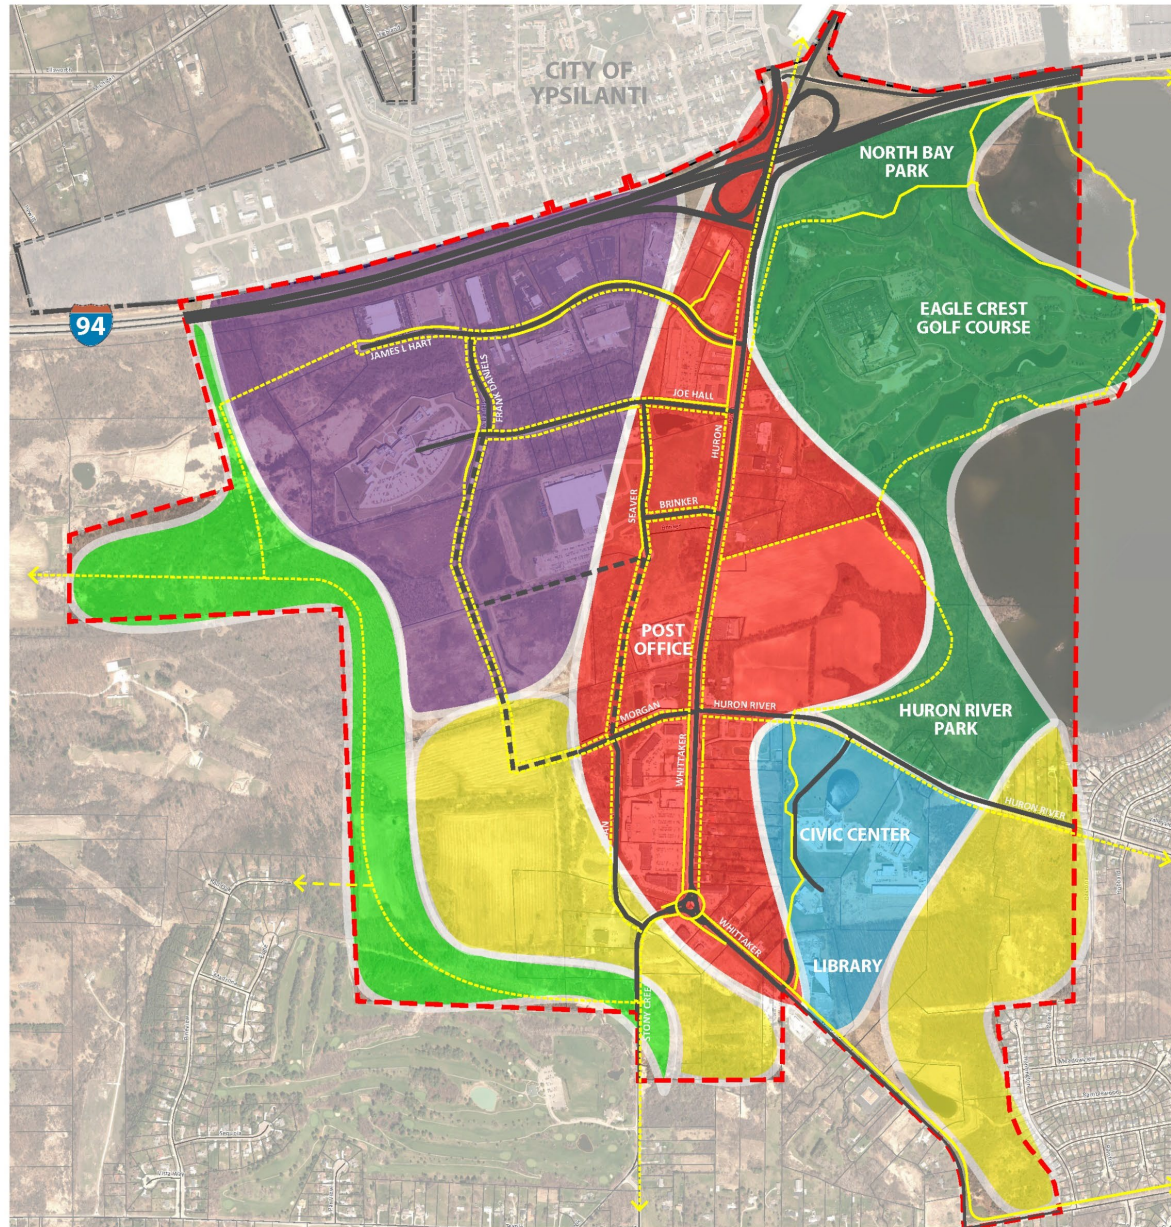 CITY OF
YPSILANTI
NORTH BAY
PARK
94
EAGLE CREST
GOLF COURSE
JAMES L HART
FRANK DANIELS
JOE HALL
HURON
SEAVER
BRINKER
POST
OFFICE
MORGAN
HURON RIVER
HURON RIVER
PARK
WHITTAKER
HURON RIVER
CIVIC CENTER
WHITTAKER
LIBRARY
STONY CREE